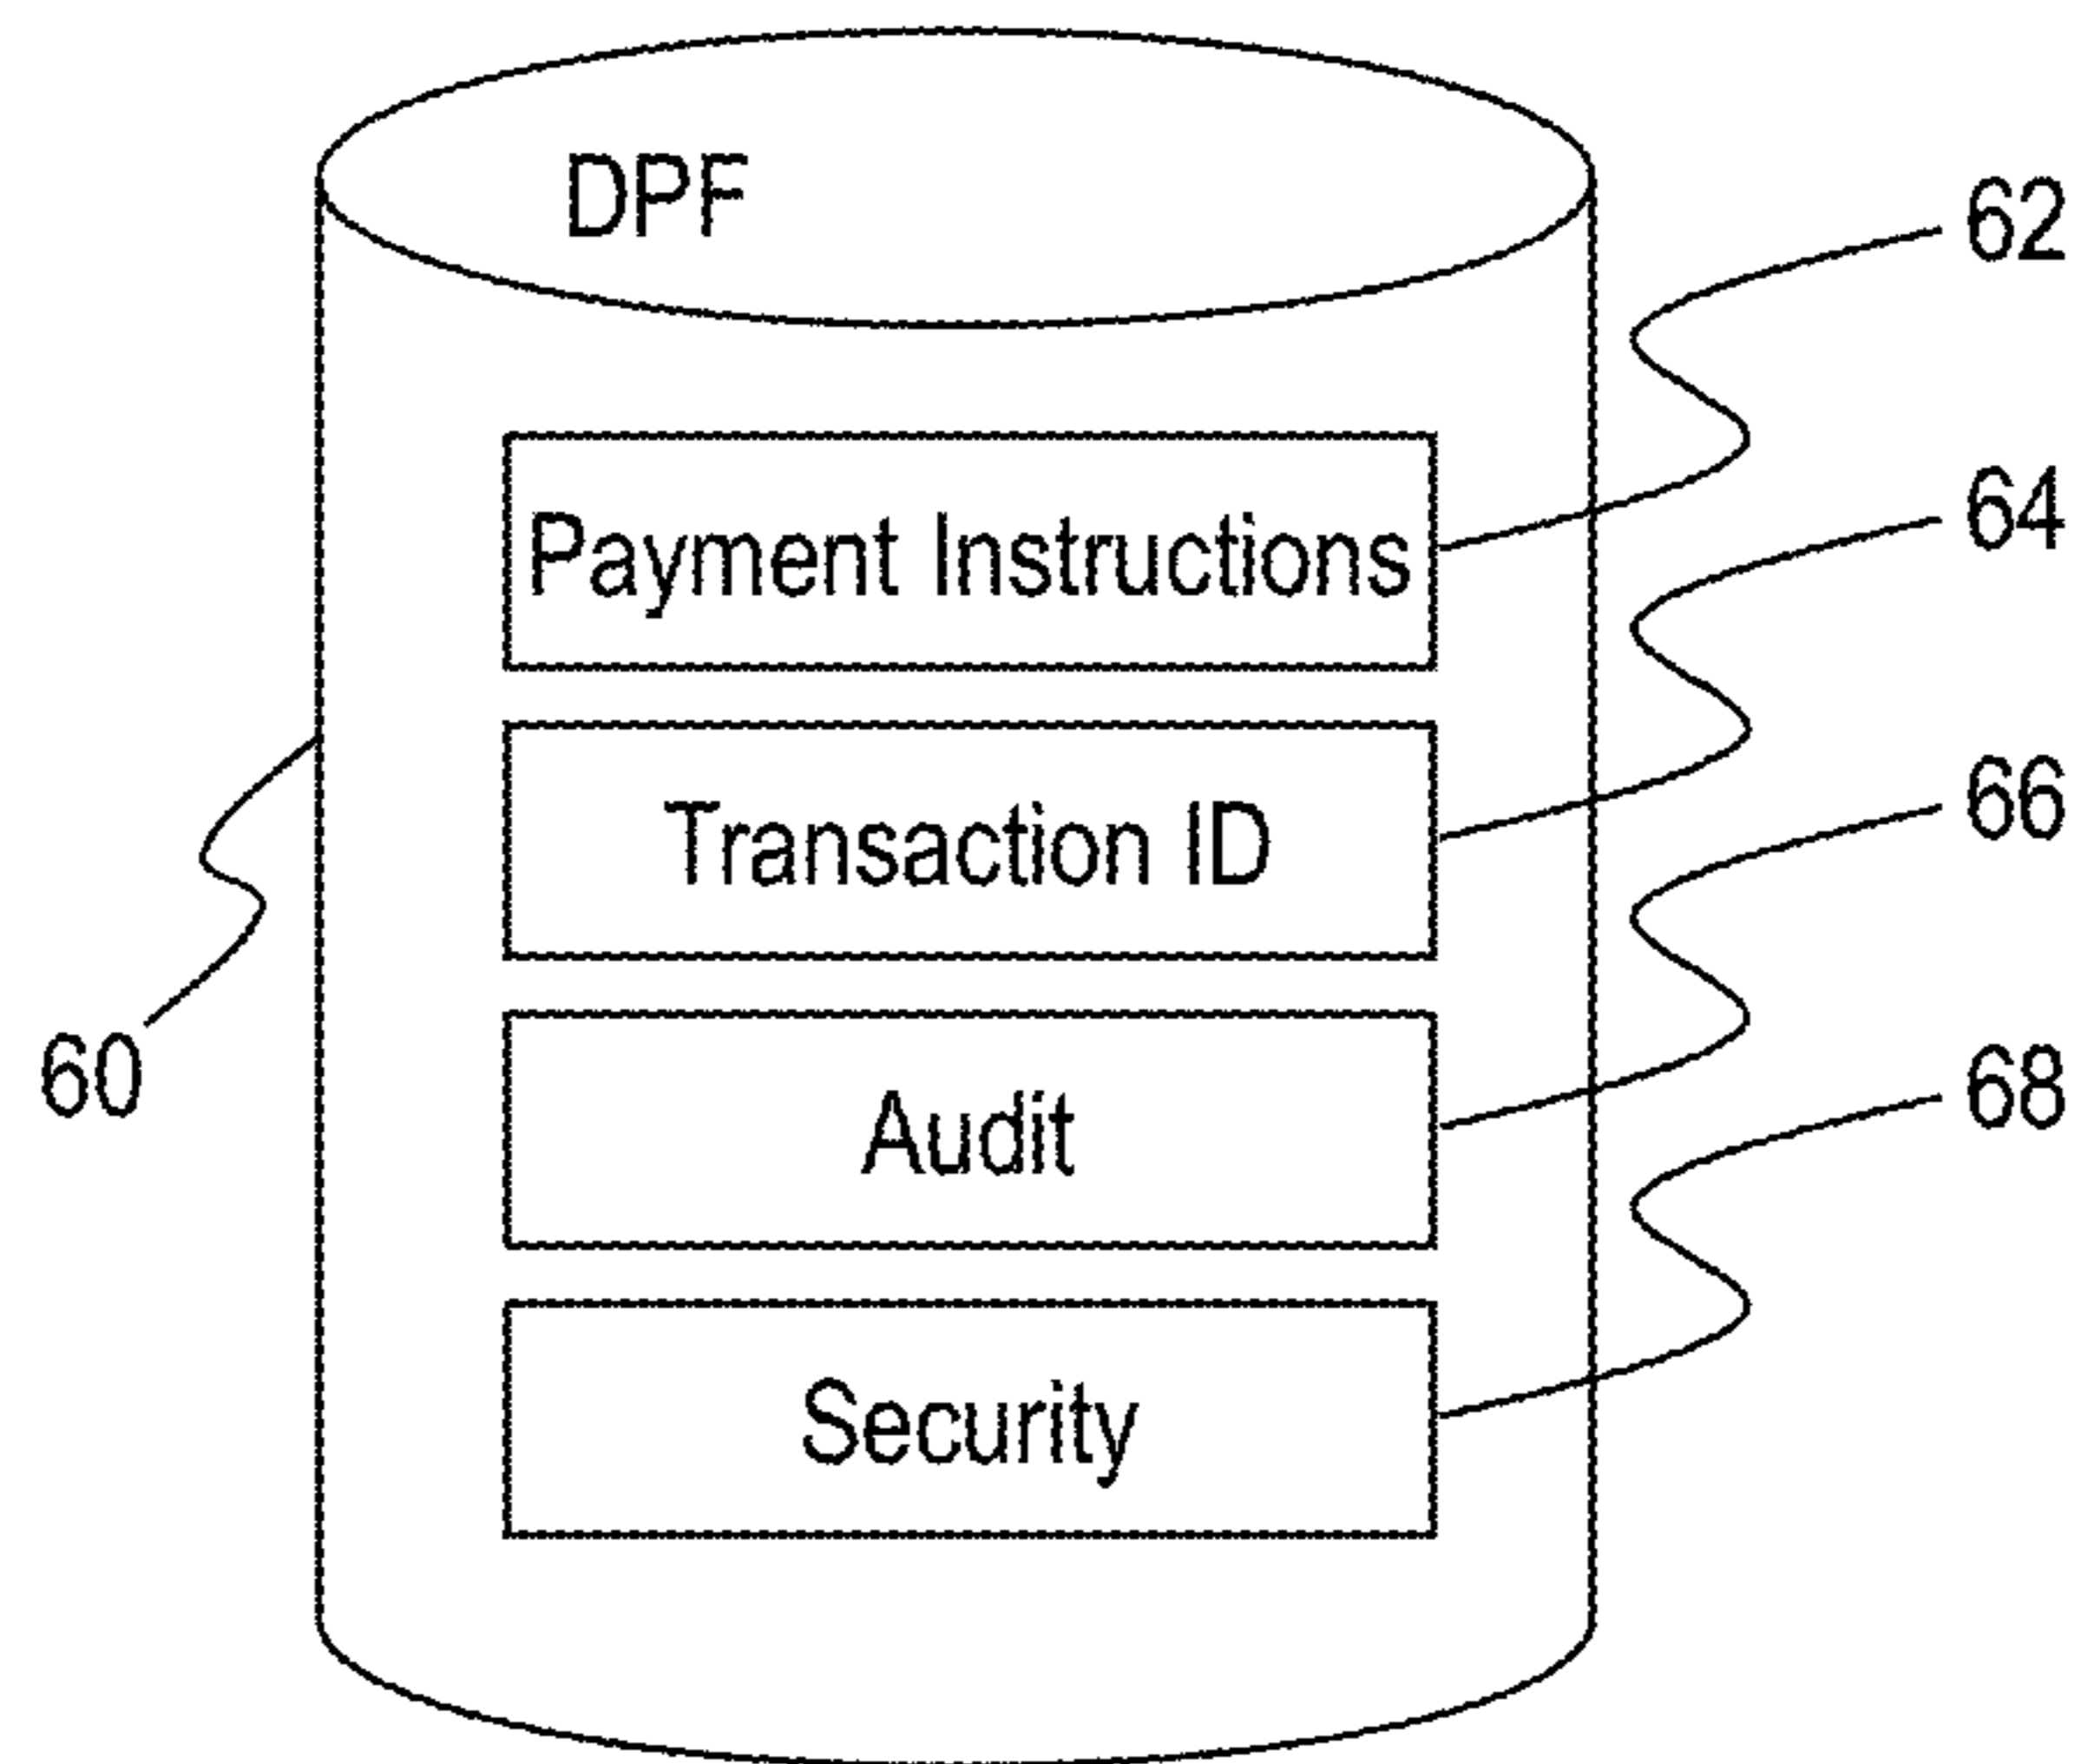 DPF
62
Payment Instructions
64
Transaction ID
66
60
Audit
68
Security